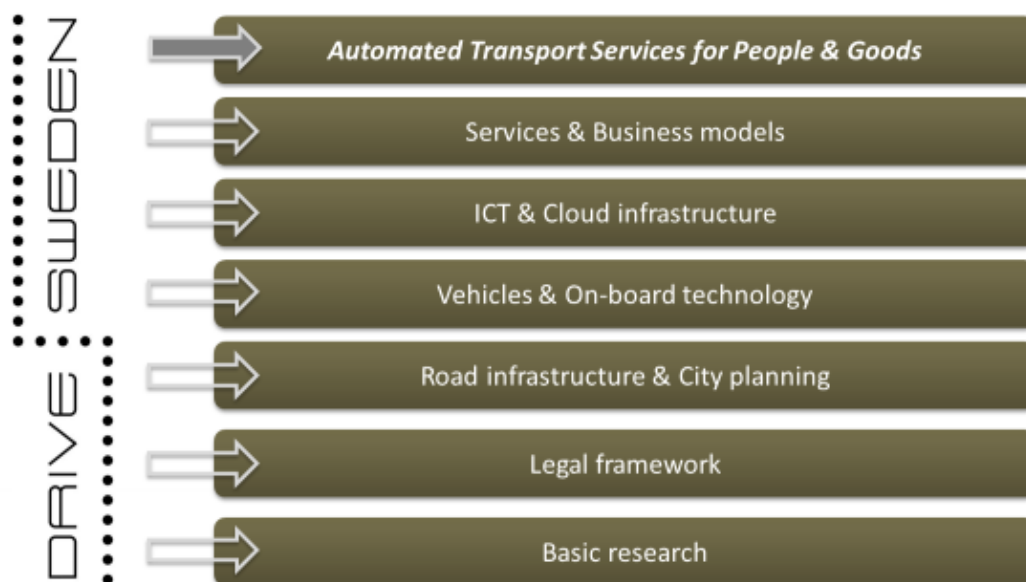 DRIVE SWEDEN
Automated Transport Services for People & Goods
Services & Business models
ICT & Cloud infrastructure
Vehicles & On-board technology
Road infrastructure & City planning
Legal framework
Basic research